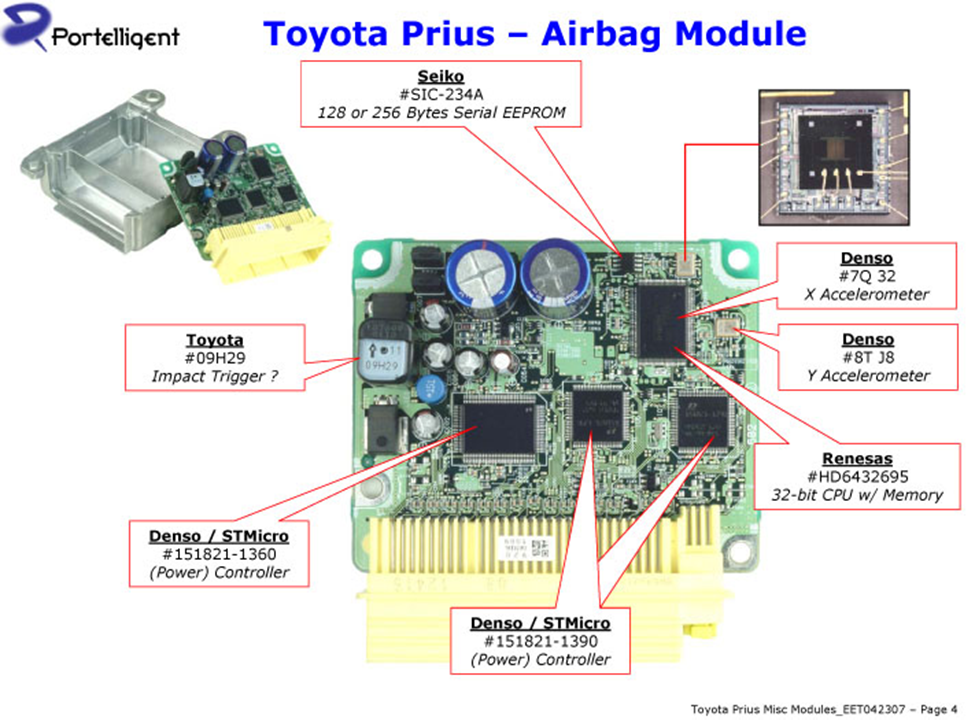 Portelligent
Toyota Prius – Airbag Module
Seiko
#SIC-234A
128 or 256 Bytes Serial EEPROM
Denso
#7Q 32
X Accelerometer
Toyota
#09H29
Impact Trigger ?
11
09H29
Denso
#8T J8
Y Accelerometer
Renesas
#HD6432695
32-bit CPU w/ Memory
Denso / STMicro
#151821-1360
(Power) Controller
Denso / STMicro
#151821-1390
(Power) Controller
Toyota Prius Misc Modules_EET042307 – Page 4